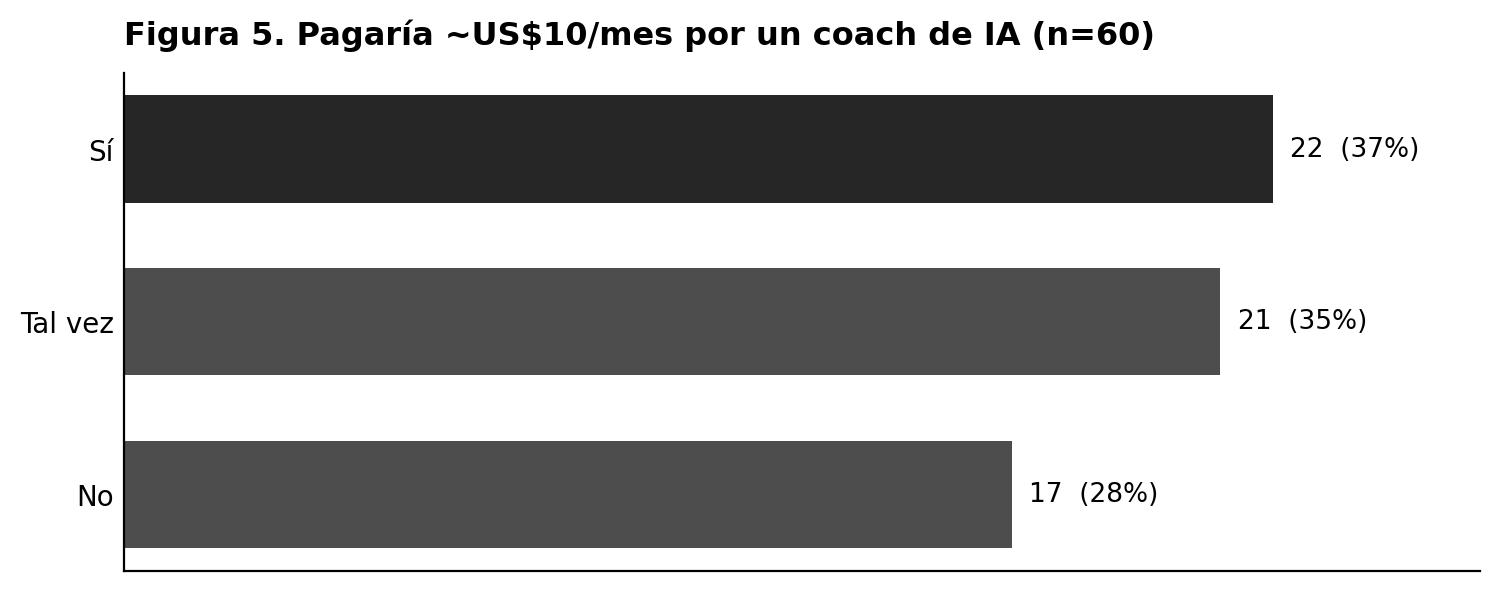 Figura 5. Pagaría ~US$10/mes por un coach de IA (n=60)
Sí 22 (37%)
Tal vez 21 (35%)
No 17 (28%)